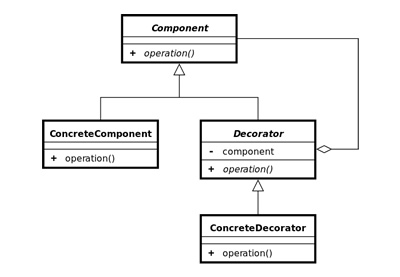 Component
+ operation()
ConcreteComponent
+ operation()
Decorator
- component
+ operation()
ConcreteDecorator
+ operation()